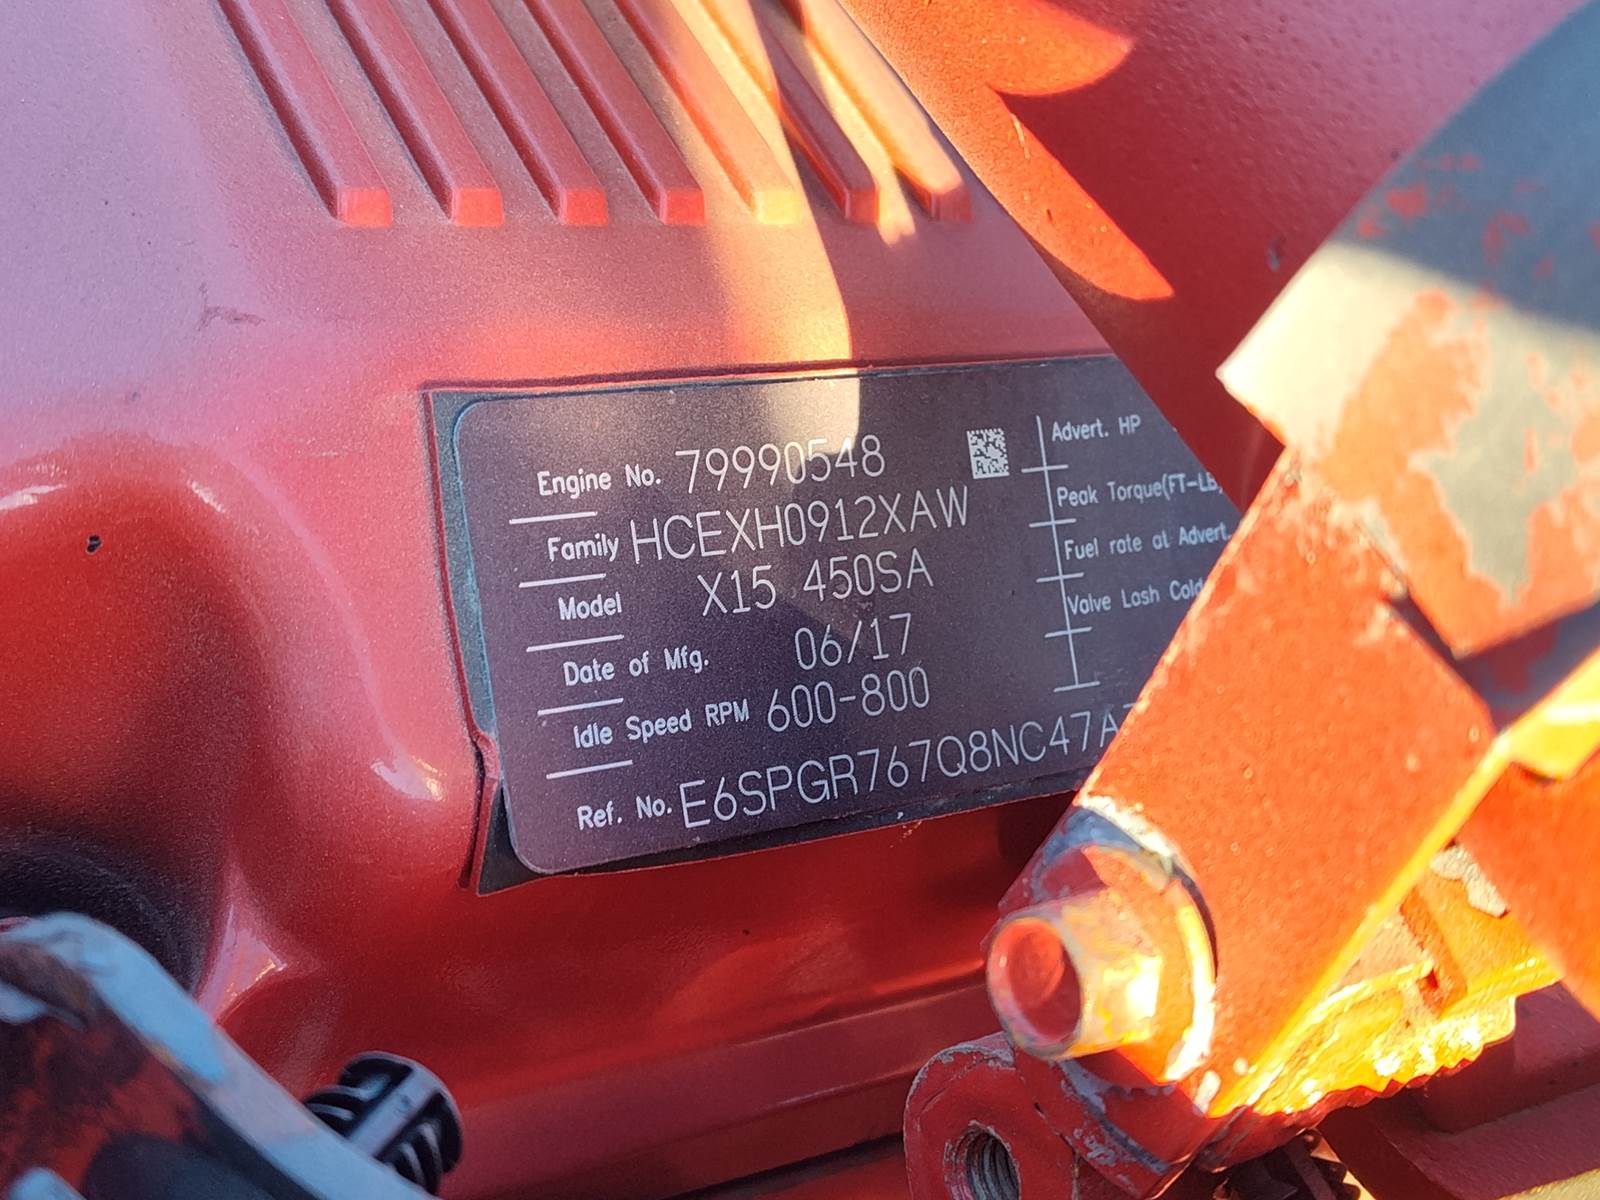 Engine No. 79990548
Family HCEXH0912XAW
Model X15 450SA
Date of Mfg. 06/17
Idle Speed RPM 600-800
Ref. No. E6SPGR767Q8NC47A
Advert. HP
Peak Torque(FT-LB)
Fuel rate at Advert.
Valve Lash Cold